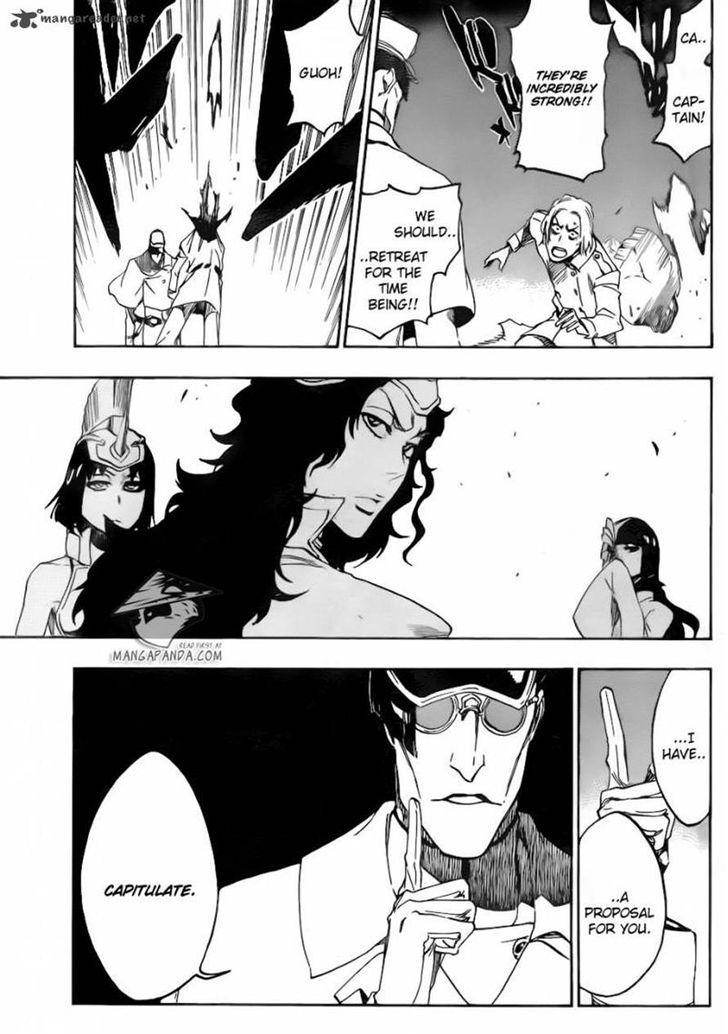 mangareader.net
CA..
CAP-
TAIN!
THEY'RE
INCREDIBLY
STRONG!!
WE
SHOULD..
..RETREAT
FOR THE
TIME
BEING!!
GUOH!
READ FIRST AT
MANGAPANDA.COM
...I
HAVE..
..A
PROPOSAL
FOR YOU.
CAPITULATE.